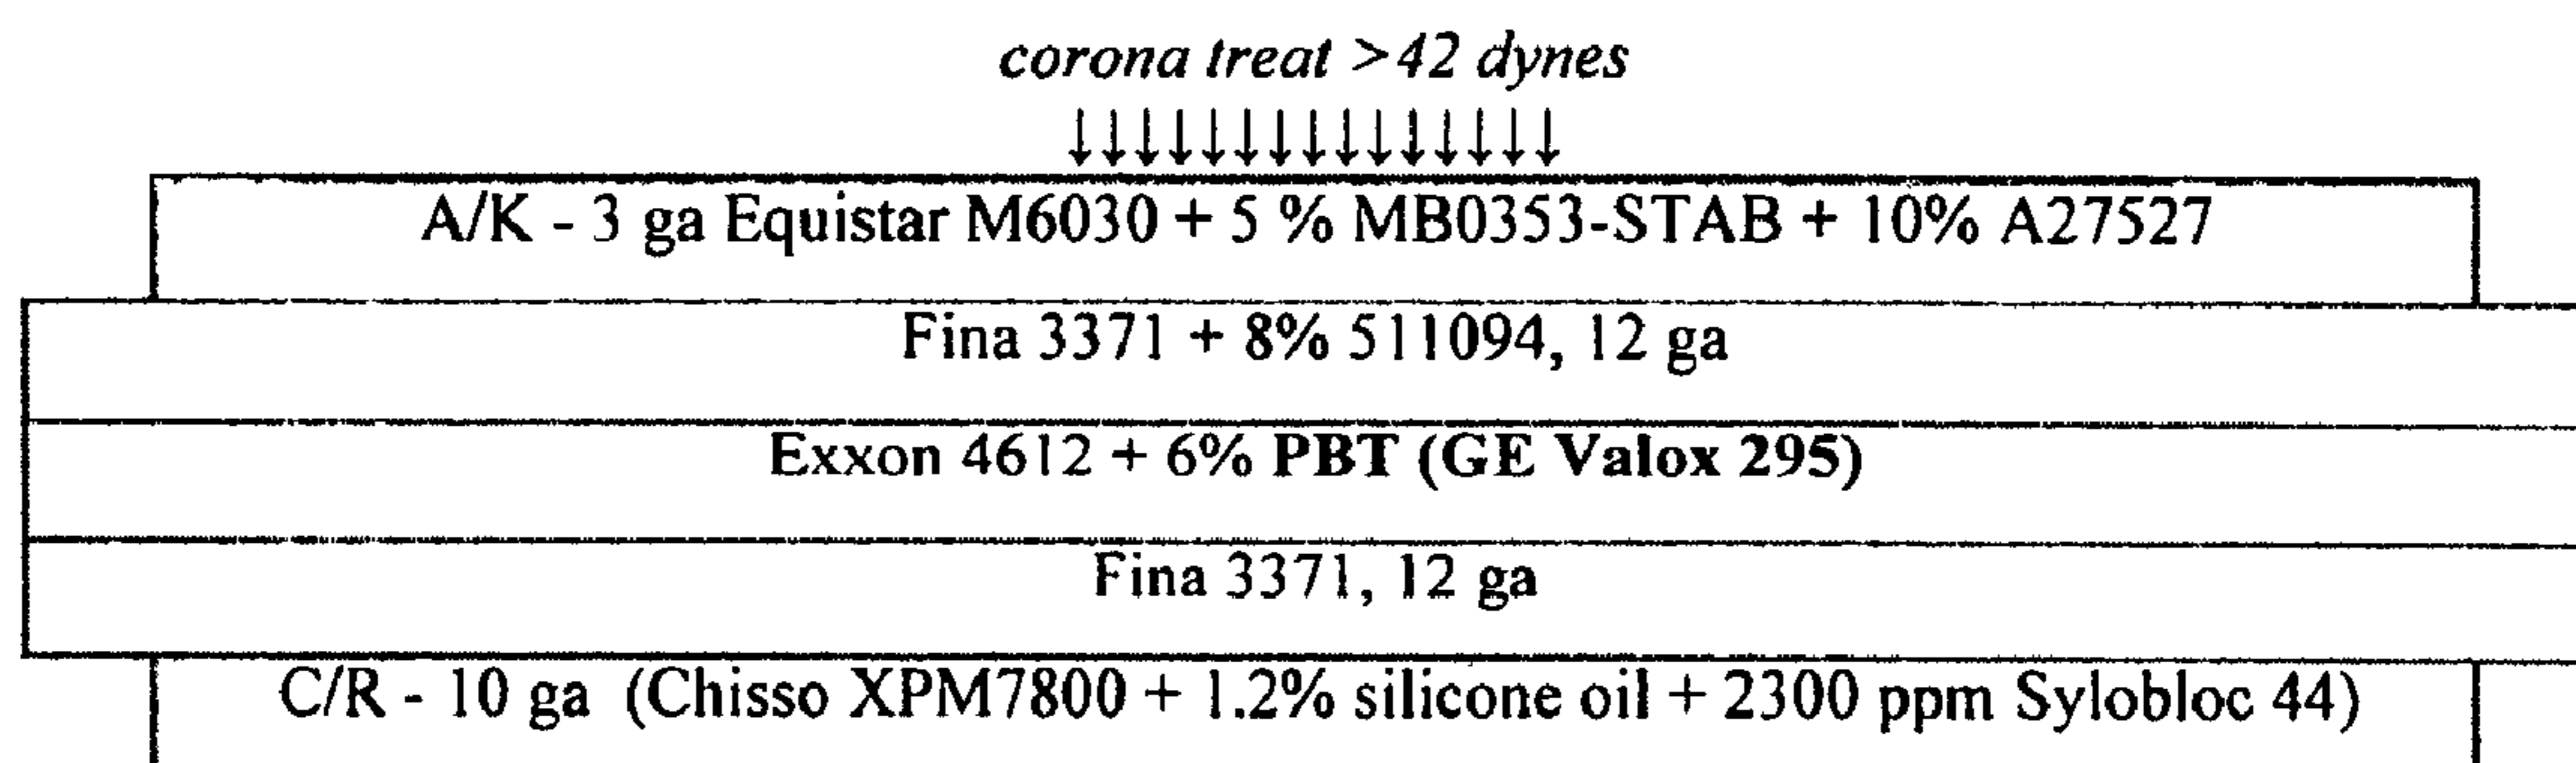 corona treat >42 dynes
A/K - 3 ga Equistar M6030 + 5 % MB0353-STAB + 10% A27527
Fina 3371 + 8% 511094, 12 ga
Exxon 4612 + 6% PBT (GE Valox 295)
Fina 3371, 12 ga
C/R - 10 ga (Chisso XPM7800 + 1.2% silicone oil + 2300 ppm Sylobloc 44)